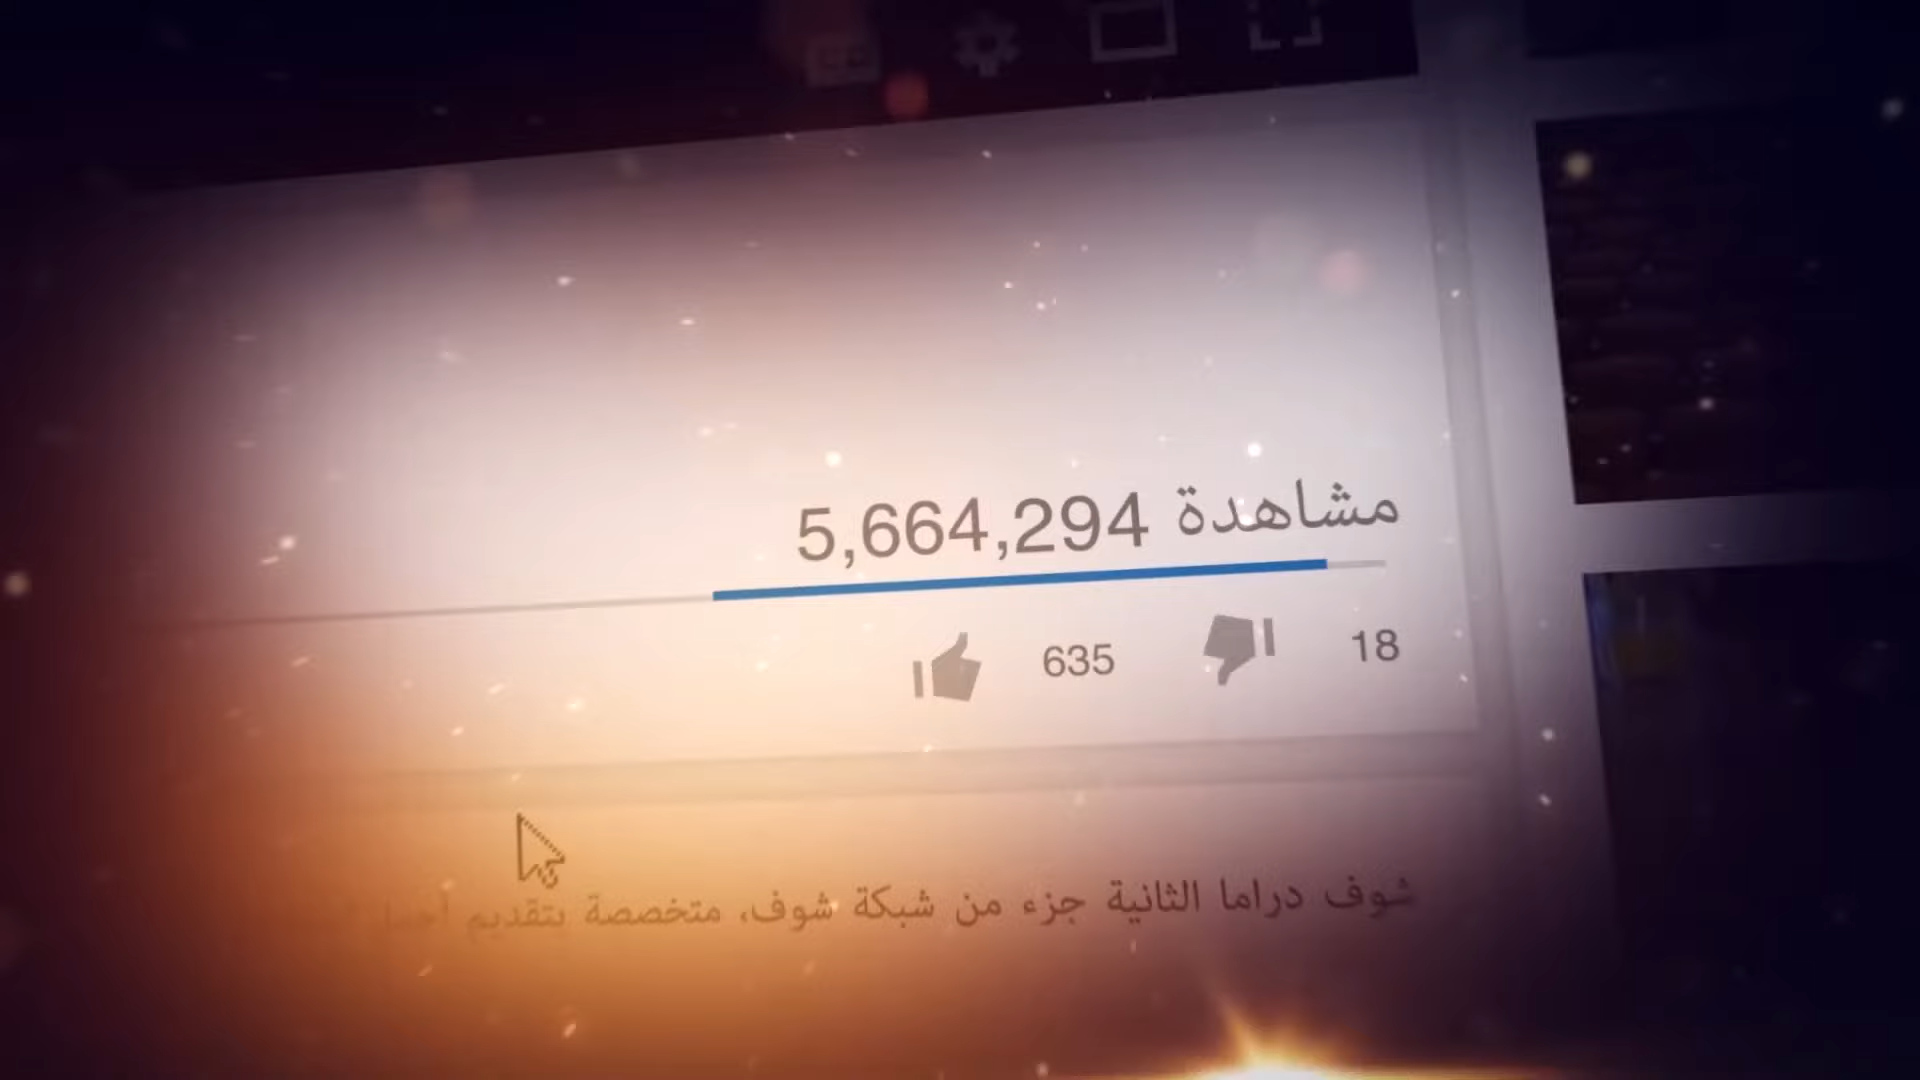 مشاهدة 5,664,294
635 18
شوف دراما الثانية جزء من شبكة شوف، متخصصة بتقديم